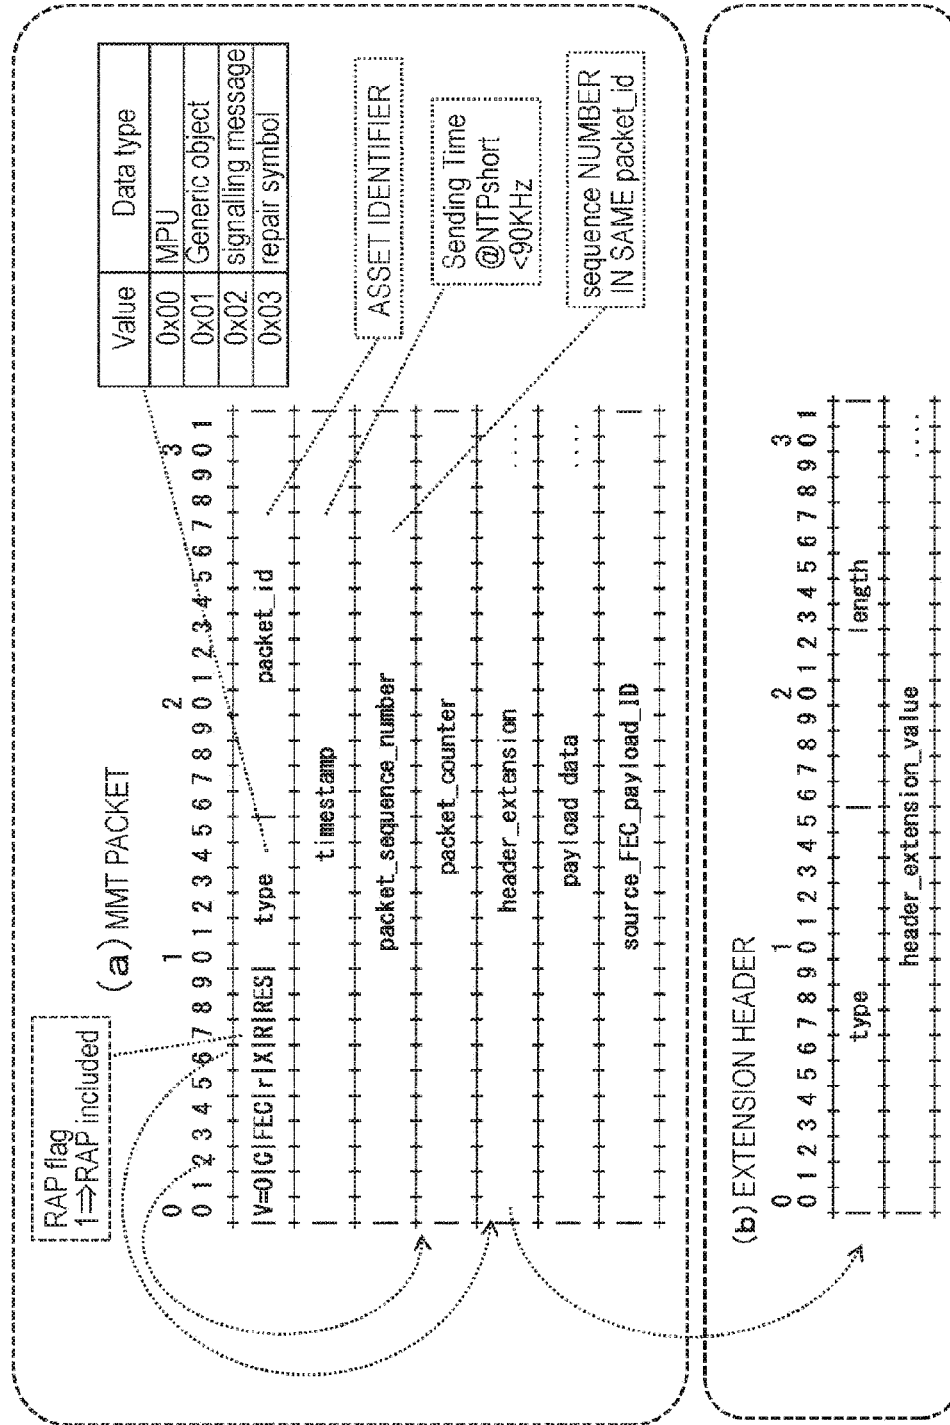 (a) MMT PACKET
RAP flag
1⇒RAP included
Value Data type
0x00 MPU
0x01 Generic object
0x02 signalling message
0x03 repair symbol
0 1 2 3
0 1 2 3 4 5 6 7 8 9 0 1 2 3 4 5 6 7 8 9 0 1 2 3 4 5 6 7 8 9 0 1
|V=0|C|FEC|r|X|R|RES| type | packet_id |
| timestamp |
| packet_sequence_number |
| packet_counter |
| header_extension ....
| payload data ....
| source_FEC_payload_ID |
ASSET IDENTIFIER
Sending Time
@NTPshort
<90KHz
sequence NUMBER
IN SAME packet_id
(b) EXTENSION HEADER
0 1 2 3
0 1 2 3 4 5 6 7 8 9 0 1 2 3 4 5 6 7 8 9 0 1 2 3 4 5 6 7 8 9 0 1
| type | length |
| header_extension_value ....